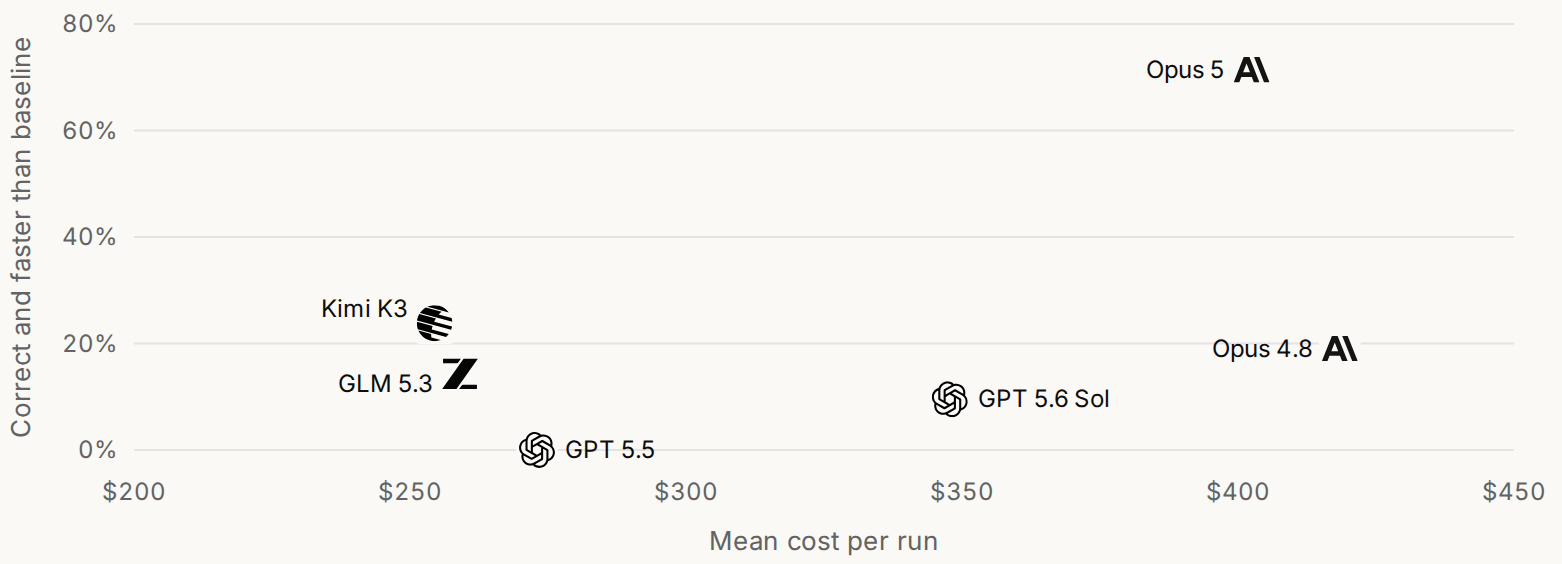 Correct and faster than baseline
80%
60%
40%
20%
0%
Opus 5
Kimi K3
GLM 5.3
Opus 4.8
GPT 5.6 Sol
GPT 5.5
$200
$250
$300
$350
$400
$450
Mean cost per run